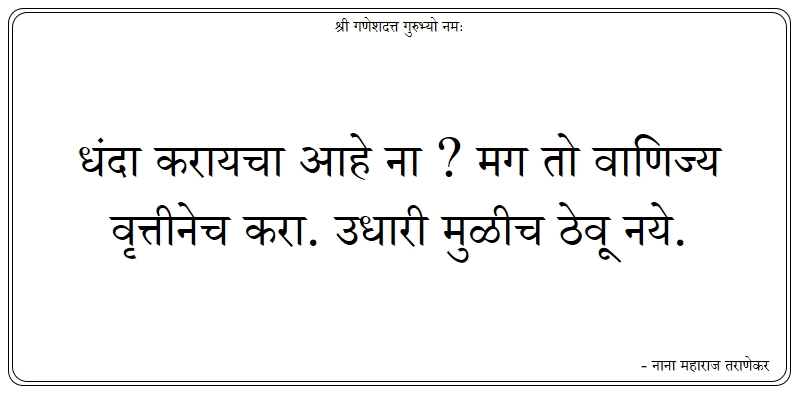 श्री गणेशदत्त गुरुभ्यो नमः
धंदा करायचा आहे ना ? मग तो वाणिज्य
वृत्तीनेच करा. उधारी मुळीच ठेवू नये.
- नाना महाराज तराणेकर